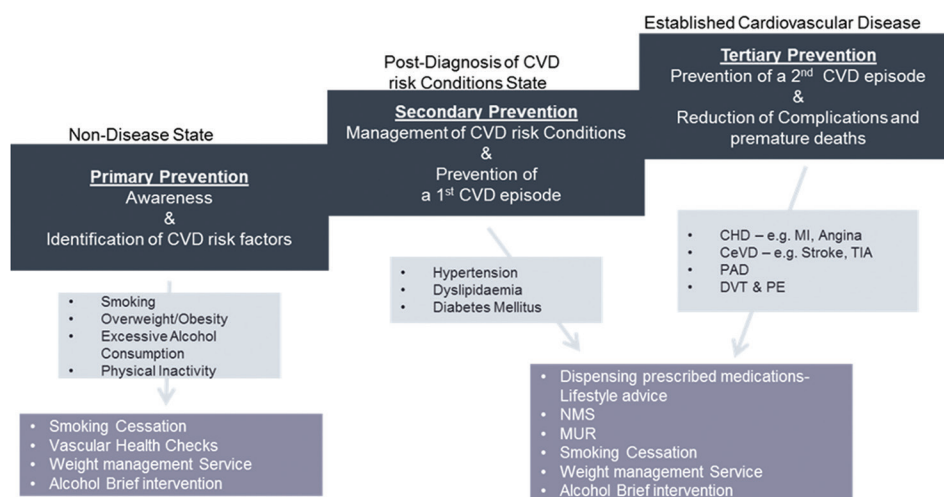 Non-Disease State
Primary Prevention
Awareness
&
Identification of CVD risk factors
• Smoking
• Overweight/Obesity
• Excessive Alcohol
Consumption
• Physical Inactivity
• Smoking Cessation
• Vascular Health Checks
• Weight management Service
• Alcohol Brief intervention
Post-Diagnosis of CVD
risk Conditions State
Secondary Prevention
Management of CVD risk Conditions
&
Prevention of
a 1st CVD episode
• Hypertension
• Dyslipidaemia
• Diabetes Mellitus
Established Cardiovascular Disease
Tertiary Prevention
Prevention of a 2nd CVD episode
&
Reduction of Complications and
premature deaths
• CHD – e.g. MI, Angina
• CeVD – e.g. Stroke, TIA
• PAD
• DVT & PE
• Dispensing prescribed medications-
Lifestyle advice
• NMS
• MUR
• Smoking Cessation
• Weight management Service
• Alcohol Brief intervention